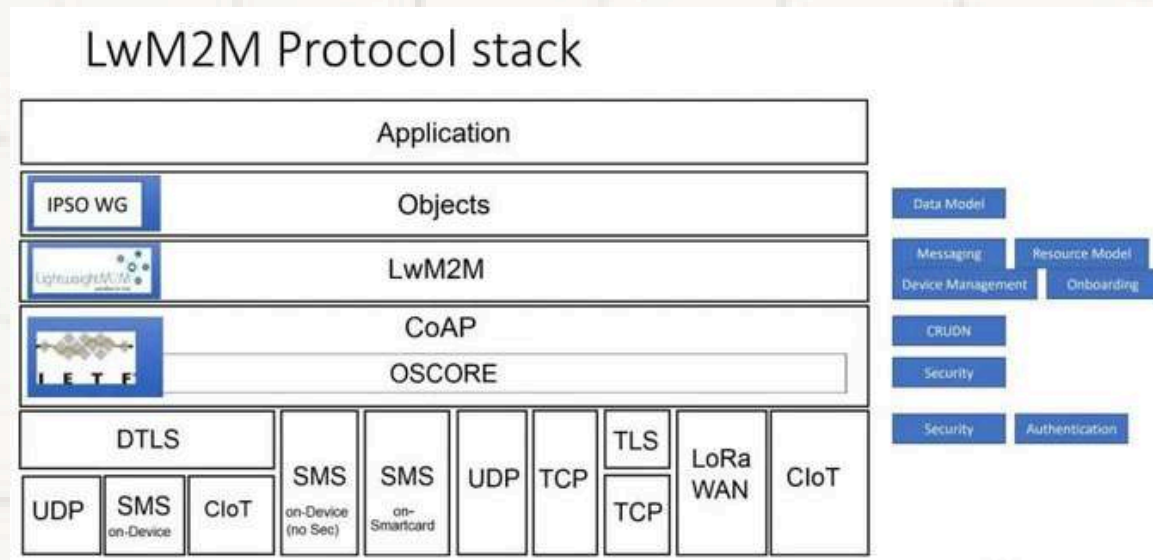 LwM2M Protocol stack
Application
IPSO WG
Objects
Data Model
LightweightM2M
LwM2M
Messaging
Resource Model
Device Management
Onboarding
CoAP
CRUDN
I E T F
OSCORE
Security
DTLS
SMS
on-Device
(no Sec)
SMS
on-
Smartcard
UDP
TCP
TLS
LoRa
WAN
CIoT
Security
Authentication
UDP
SMS
on-Device
CIoT
TCP